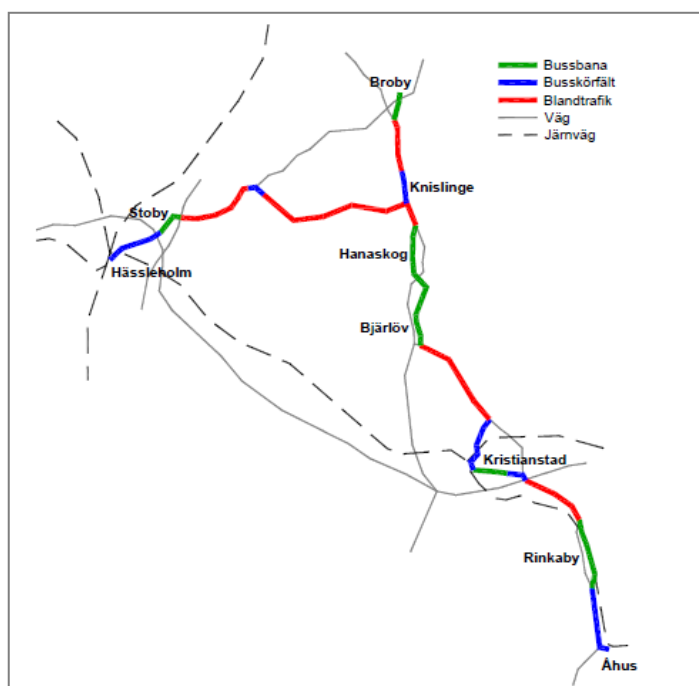 Broby
Bussbana
Busskörfält
Blandtrafik
Väg
Järnväg
Knislinge
Stoby
Hanaskog
Hässleholm
Bjärlöv
Kristianstad
Rinkaby
Åhus